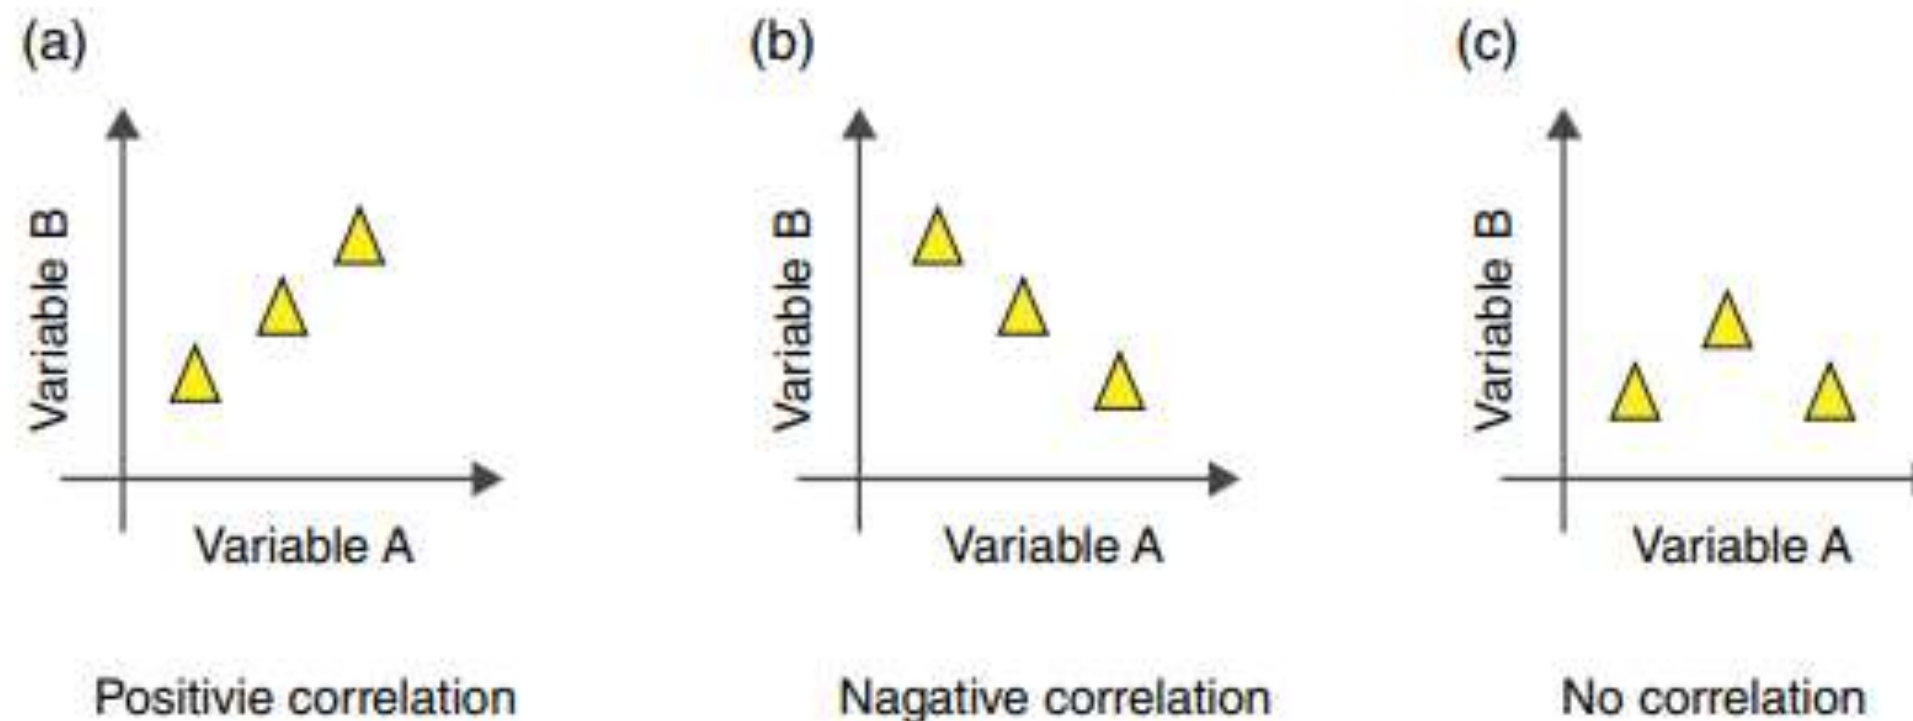 (a)
Variable B
Variable A
Positivie correlation
(b)
Variable B
Variable A
Nagative correlation
(c)
Variable B
Variable A
No correlation